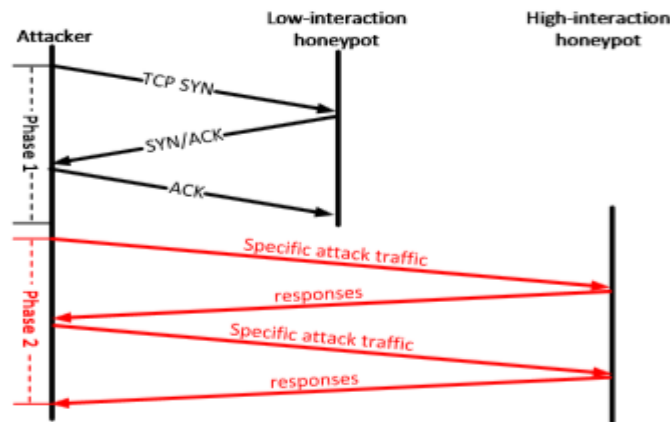 Attacker
Low-interaction
honeypot
High-interaction
honeypot
TCP SYN
SYN/ACK
ACK
Phase 1
Specific attack traffic
responses
Specific attack traffic
responses
Phase 2